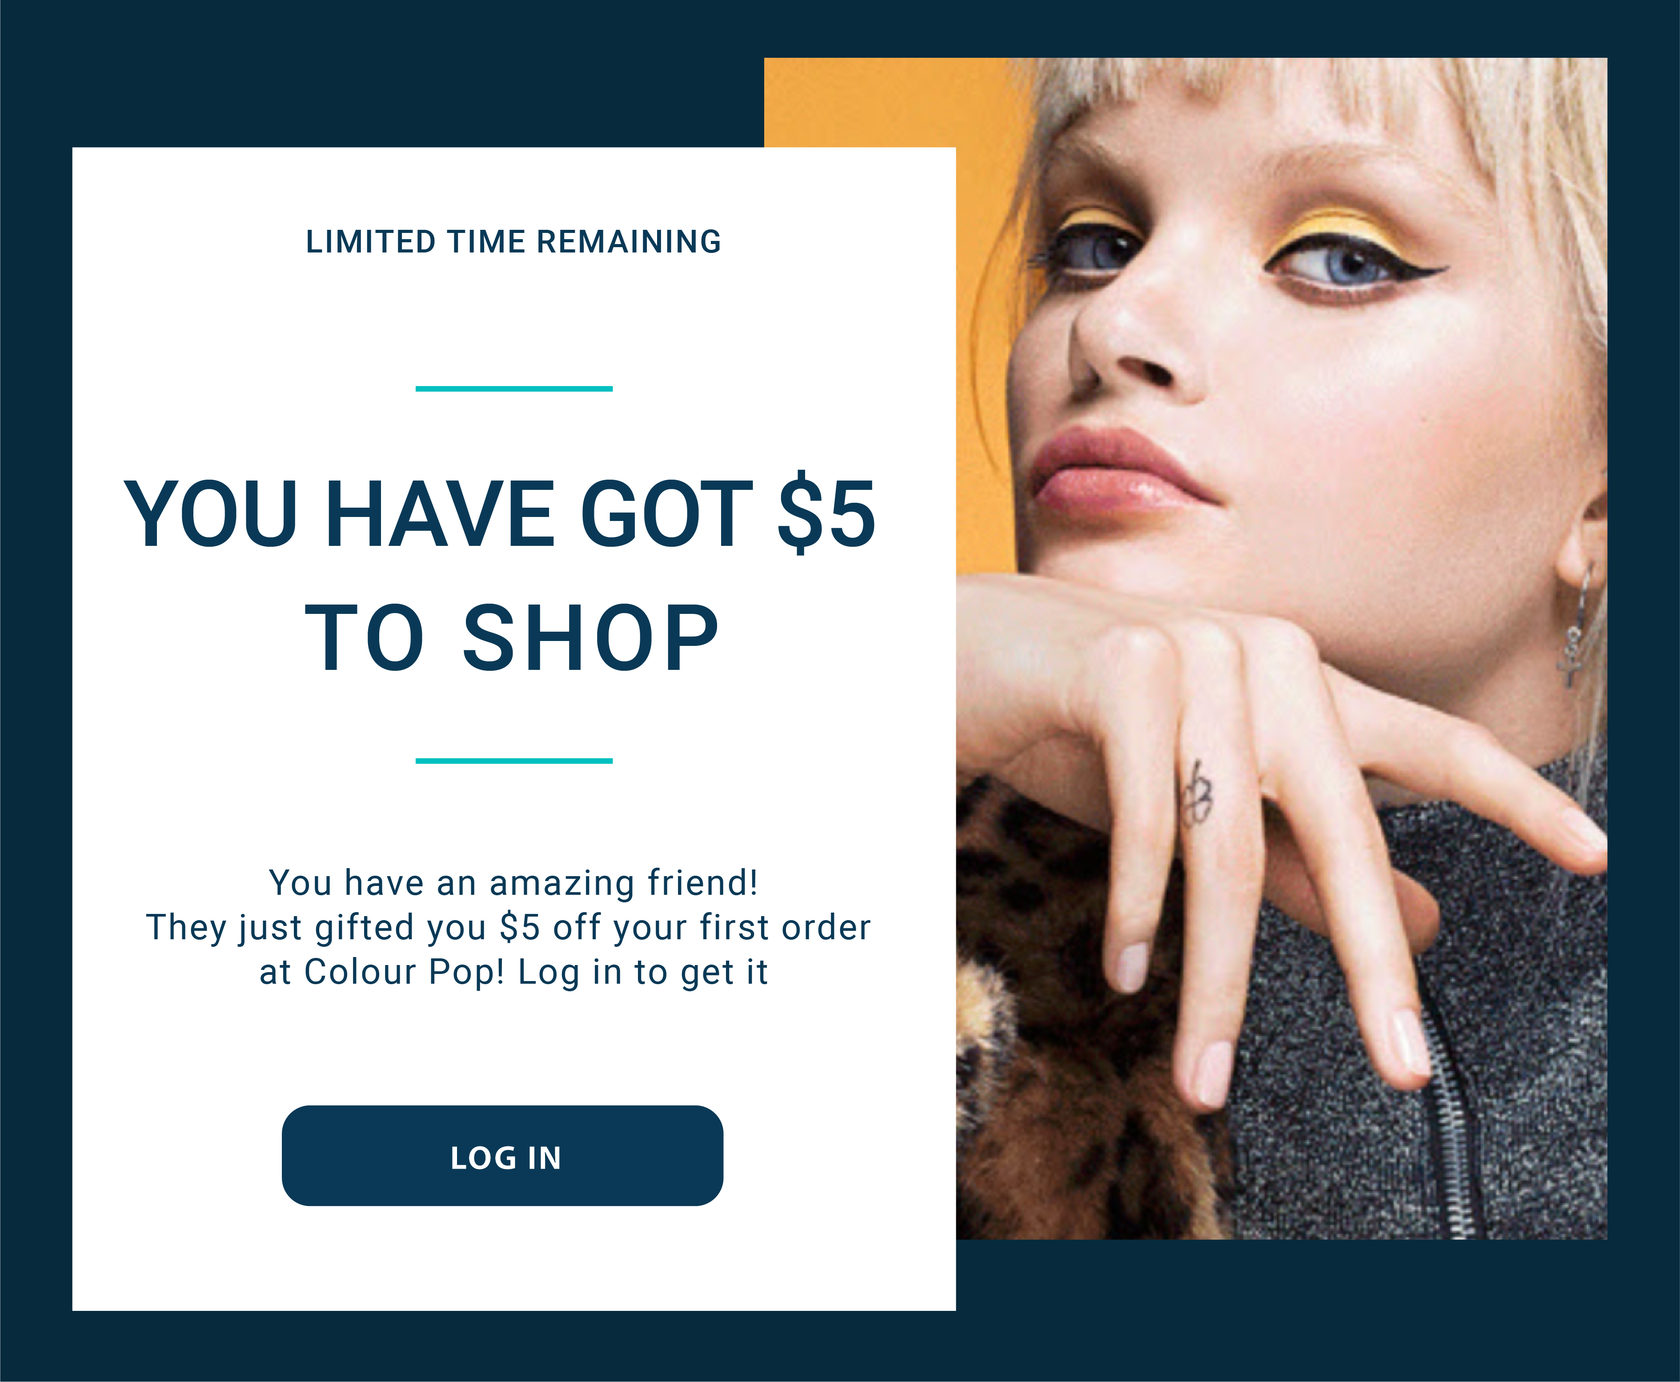 LIMITED TIME REMAINING
YOU HAVE GOT $5
TO SHOP
You have an amazing friend!
They just gifted you $5 off your first order
at Colour Pop! Log in to get it
LOG IN